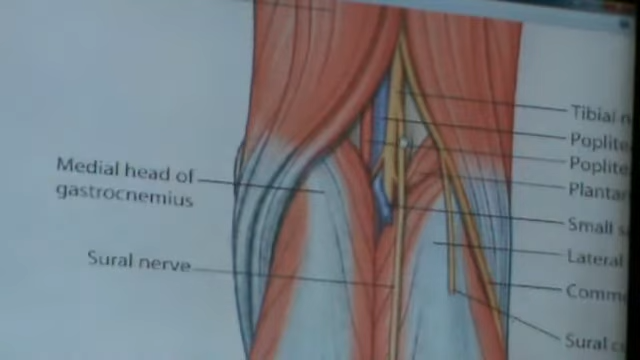 Medial head of
gastrocnemius
Sural nerve
Tibial n
Poplite
Poplite
Plantar
Small s
Lateral
Comm
Sural c